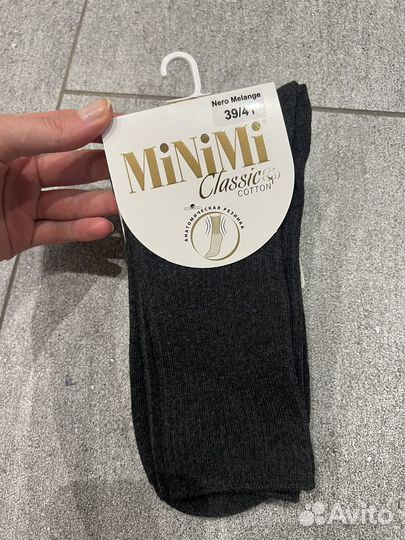 Nero Melange
39/41
MiNiMi
Classic
COTTON
АНАТОМИЧЕСКАЯ РЕЗИНКА
Avito